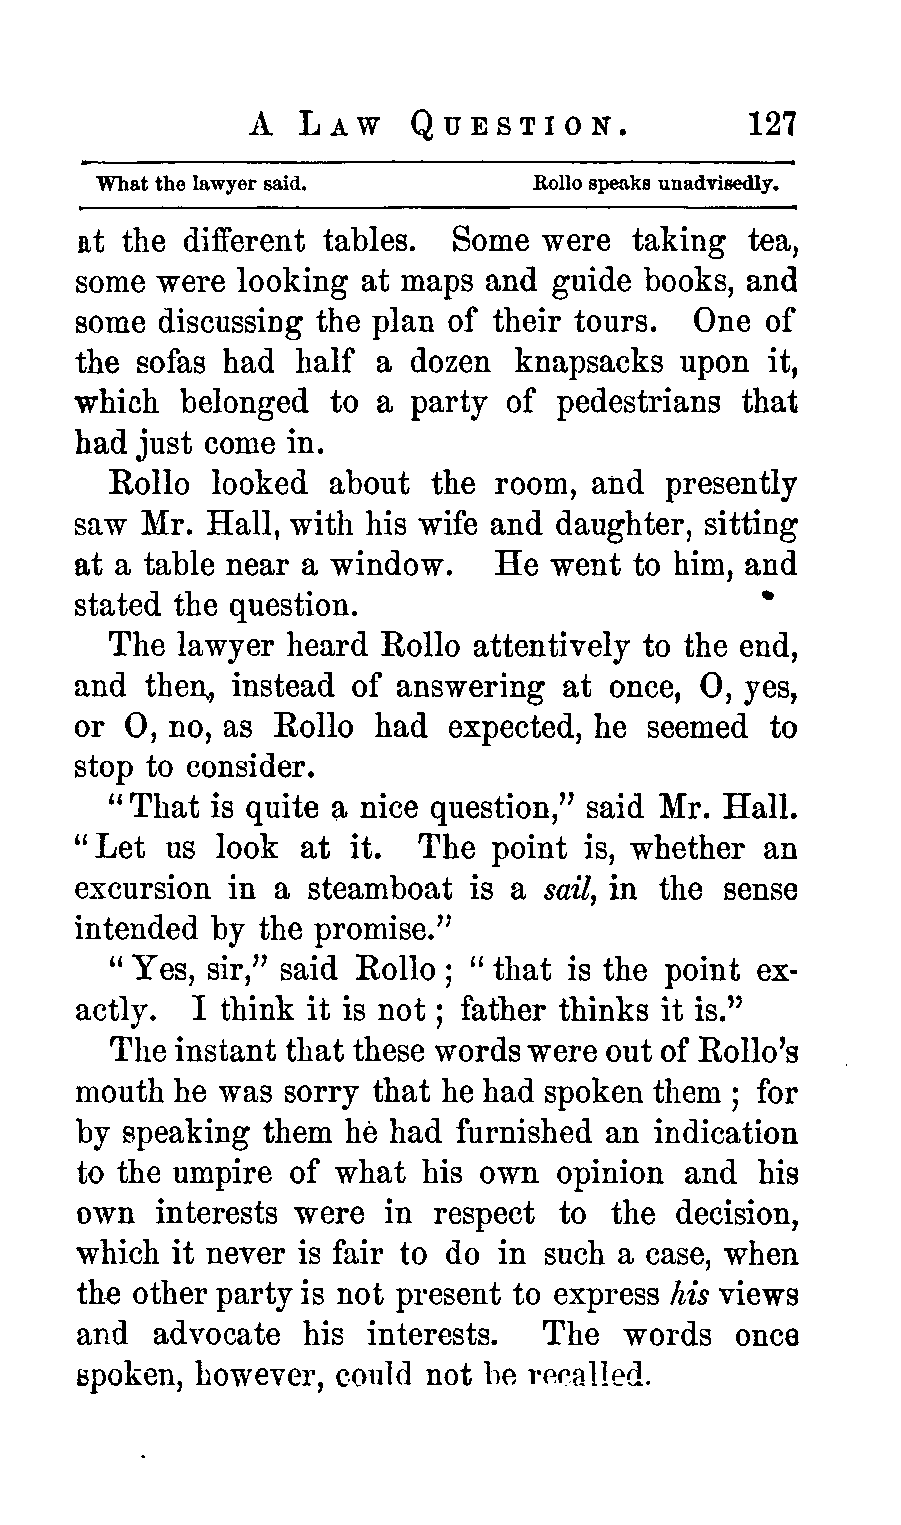 A LAW QUESTION. 127
What the lawyer said. Rollo speaks unadvisedly.
at the different tables. Some were taking tea,
some were looking at maps and guide books, and
some discussing the plan of their tours. One of
the sofas had half a dozen knapsacks upon it,
which belonged to a party of pedestrians that
had just come in.
Rollo looked about the room, and presently
saw Mr. Hall, with his wife and daughter, sitting
at a table near a window. He went to him, and
stated the question.
The lawyer heard Rollo attentively to the end,
and then, instead of answering at once, O, yes,
or O, no, as Rollo had expected, he seemed to
stop to consider.
“That is quite a nice question,” said Mr. Hall.
“Let us look at it. The point is, whether an
excursion in a steamboat is a sail, in the sense
intended by the promise.”
“Yes, sir,” said Rollo; “that is the point ex-
actly. I think it is not; father thinks it is.”
The instant that these words were out of Rollo’s
mouth he was sorry that he had spoken them; for
by speaking them he had furnished an indication
to the umpire of what his own opinion and his
own interests were in respect to the decision,
which it never is fair to do in such a case, when
the other party is not present to express his views
and advocate his interests. The words once
spoken, however, could not be recalled.